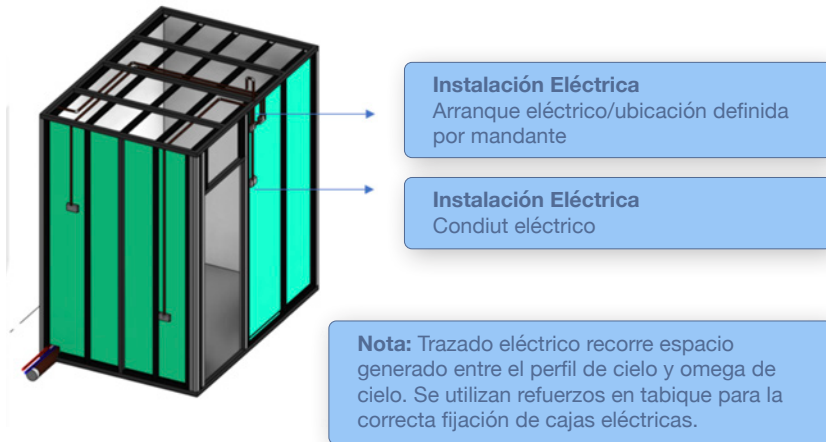 Instalación Eléctrica
Arranque eléctrico/ubicación definida
por mandante
Instalación Eléctrica
Condiut eléctrico
Nota: Trazado eléctrico recorre espacio
generado entre el perfil de cielo y omega de
cielo. Se utilizan refuerzos en tabique para la
correcta fijación de cajas eléctricas.